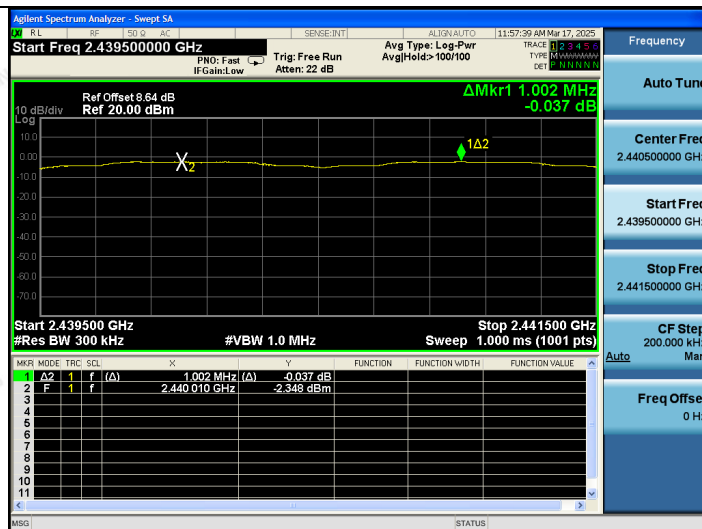 Agilent Spectrum Analyzer - Swept SA
RL RF 50 Ω AC SENSE:INT ALIGN AUTO 11:57:39 AM Mar 17, 2025
Start Freq 2.439500000 GHz
PNO: Fast
IFGain:Low
Trig: Free Run
Atten: 22 dB
Avg Type: Log-Pwr
Avg|Hold:>100/100
TRACE 1 2 3 4 5 6
TYPE MWWWWW
DET P N N N N N
ΔMkr1 1.002 MHz
-0.037 dB
Ref Offset 8.64 dB
10 dB/div Ref 20.00 dBm
Log
10.0
0.00
-10.0
-20.0
-30.0
-40.0
-50.0
-60.0
-70.0
2
1Δ2
Start 2.439500 GHz Stop 2.441500 GHz
#Res BW 300 kHz #VBW 1.0 MHz Sweep 1.000 ms (1001 pts)
MKR MODE TRC SCL X Y FUNCTION FUNCTION WIDTH FUNCTION VALUE
1 Δ2 1 f (Δ) 1.002 MHz (Δ) -0.037 dB
2 F 1 f 2.440 010 GHz -2.348 dBm
3
4
5
6
7
8
9
10
11
MSG STATUS
Frequency
Auto Tune
Center Freq
2.440500000 GHz
Start Freq
2.439500000 GHz
Stop Freq
2.441500000 GHz
CF Step
200.000 kHz
Auto Man
Freq Offset
0 Hz